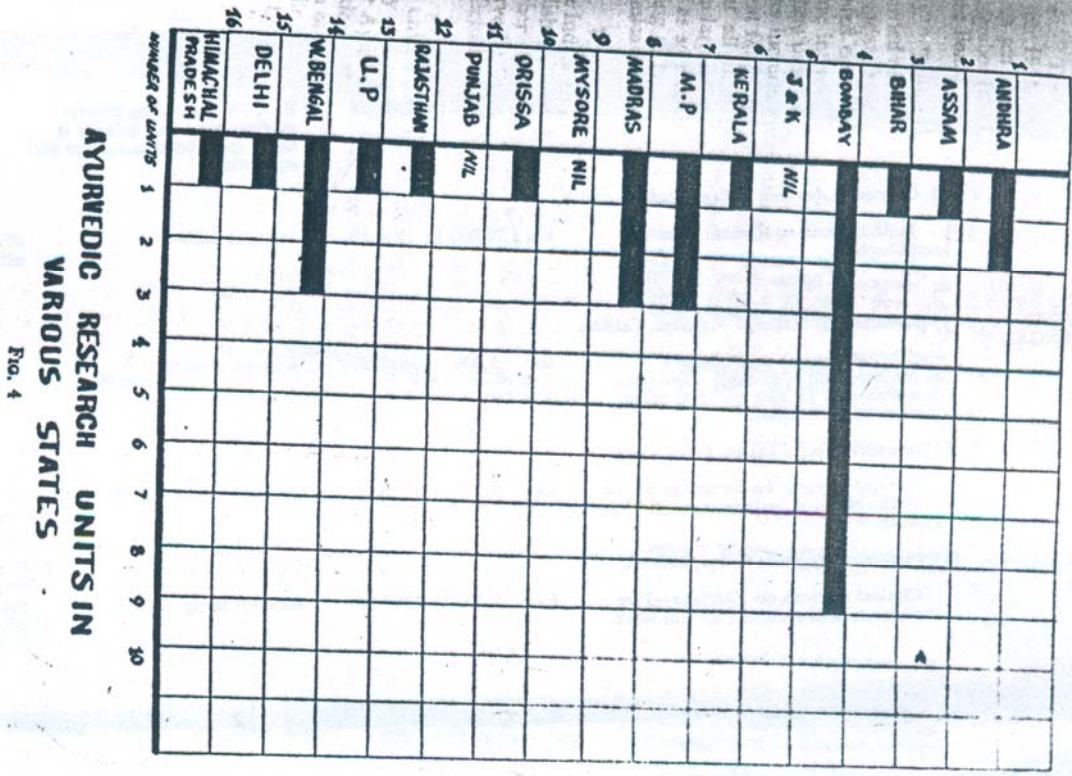 1 ANDHRA
2 ASSAM
3 BIHAR
4 BOMBAY
5 J & K NIL
6 KERALA
7 M.P
8 MADRAS
9 MYSORE NIL
10 ORISSA
11 PUNJAB NIL
12 RAJASTHAN
13 U.P
14 W.BENGAL
15 DELHI
16 HIMACHAL
PRADESH
NUMBER OF UNITS 1 2 3 4 5 6 7 8 9 10
AYURVEDIC RESEARCH UNITS IN
VARIOUS STATES.
FIG. 4